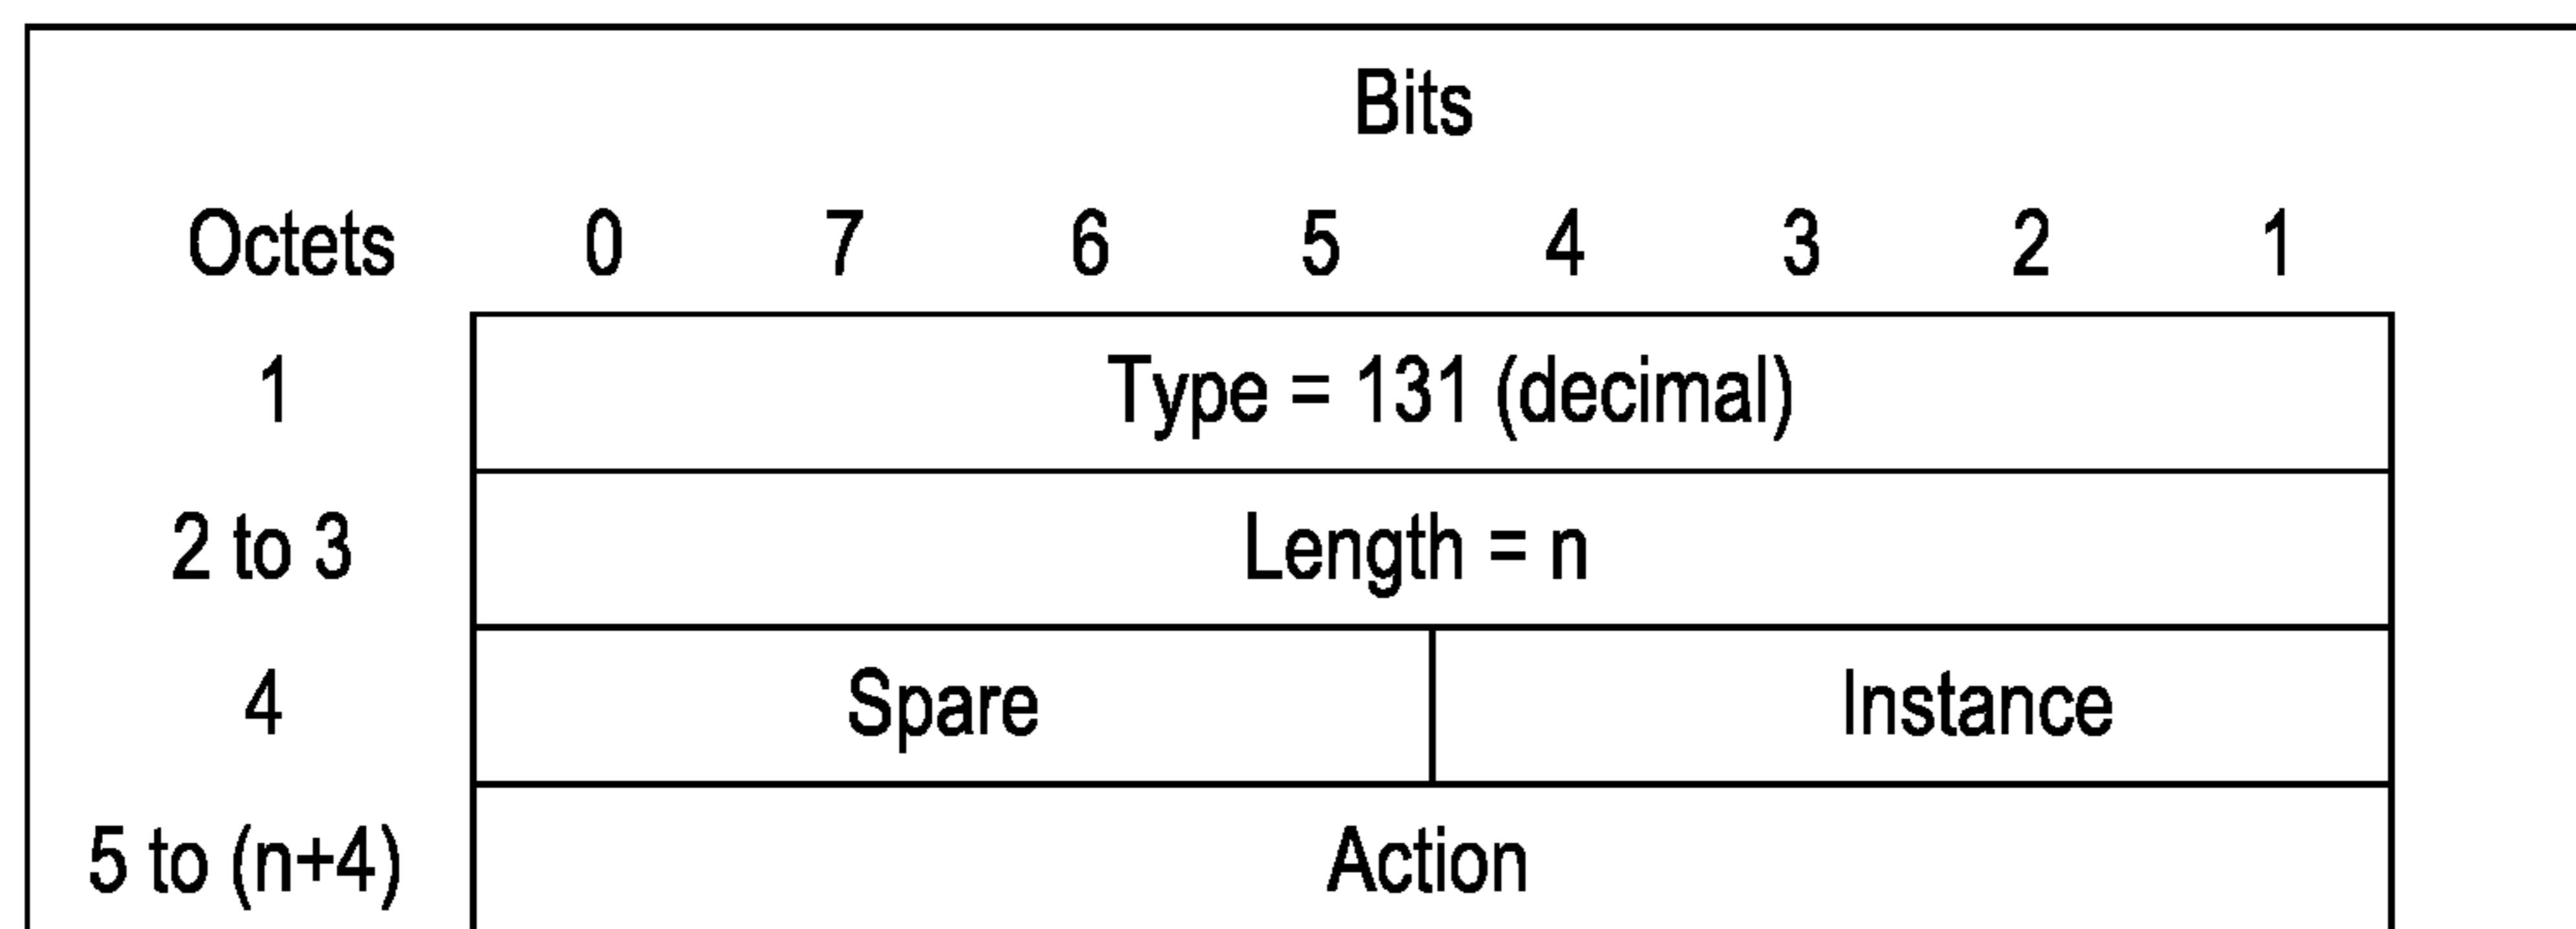 Bits
Octets 0 7 6 5 4 3 2 1
1 Type = 131 (decimal)
2 to 3 Length = n
4 Spare Instance
5 to (n+4) Action